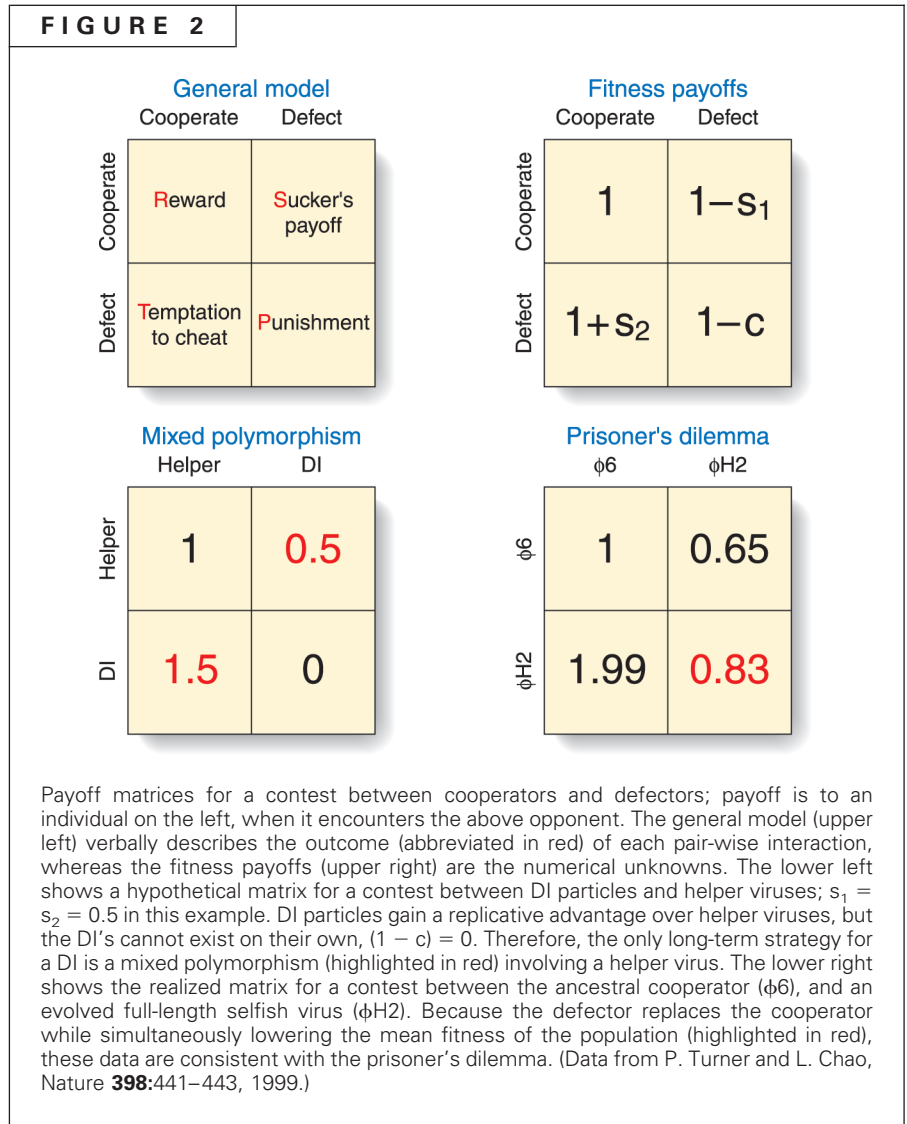 FIGURE 2
General model
Cooperate Defect
Cooperate
Reward
Sucker's
payoff
Defect
Temptation
to cheat
Punishment
Fitness payoffs
Cooperate Defect
Cooperate
1 1−s₁
Defect
1+s₂ 1−c
Mixed polymorphism
Helper DI
Helper
1 0.5
DI
1.5 0
Prisoner's dilemma
ϕ6 ϕH2
ϕ6
1 0.65
ϕH2
1.99 0.83
Payoff matrices for a contest between cooperators and defectors; payoff is to an
individual on the left, when it encounters the above opponent. The general model (upper
left) verbally describes the outcome (abbreviated in red) of each pair-wise interaction,
whereas the fitness payoffs (upper right) are the numerical unknowns. The lower left
shows a hypothetical matrix for a contest between DI particles and helper viruses; s₁ =
s₂ = 0.5 in this example. DI particles gain a replicative advantage over helper viruses, but
the DI's cannot exist on their own, (1 − c) = 0. Therefore, the only long-term strategy for
a DI is a mixed polymorphism (highlighted in red) involving a helper virus. The lower right
shows the realized matrix for a contest between the ancestral cooperator (ϕ6), and an
evolved full-length selfish virus (ϕH2). Because the defector replaces the cooperator
while simultaneously lowering the mean fitness of the population (highlighted in red),
these data are consistent with the prisoner's dilemma. (Data from P. Turner and L. Chao,
Nature 398:441–443, 1999.)